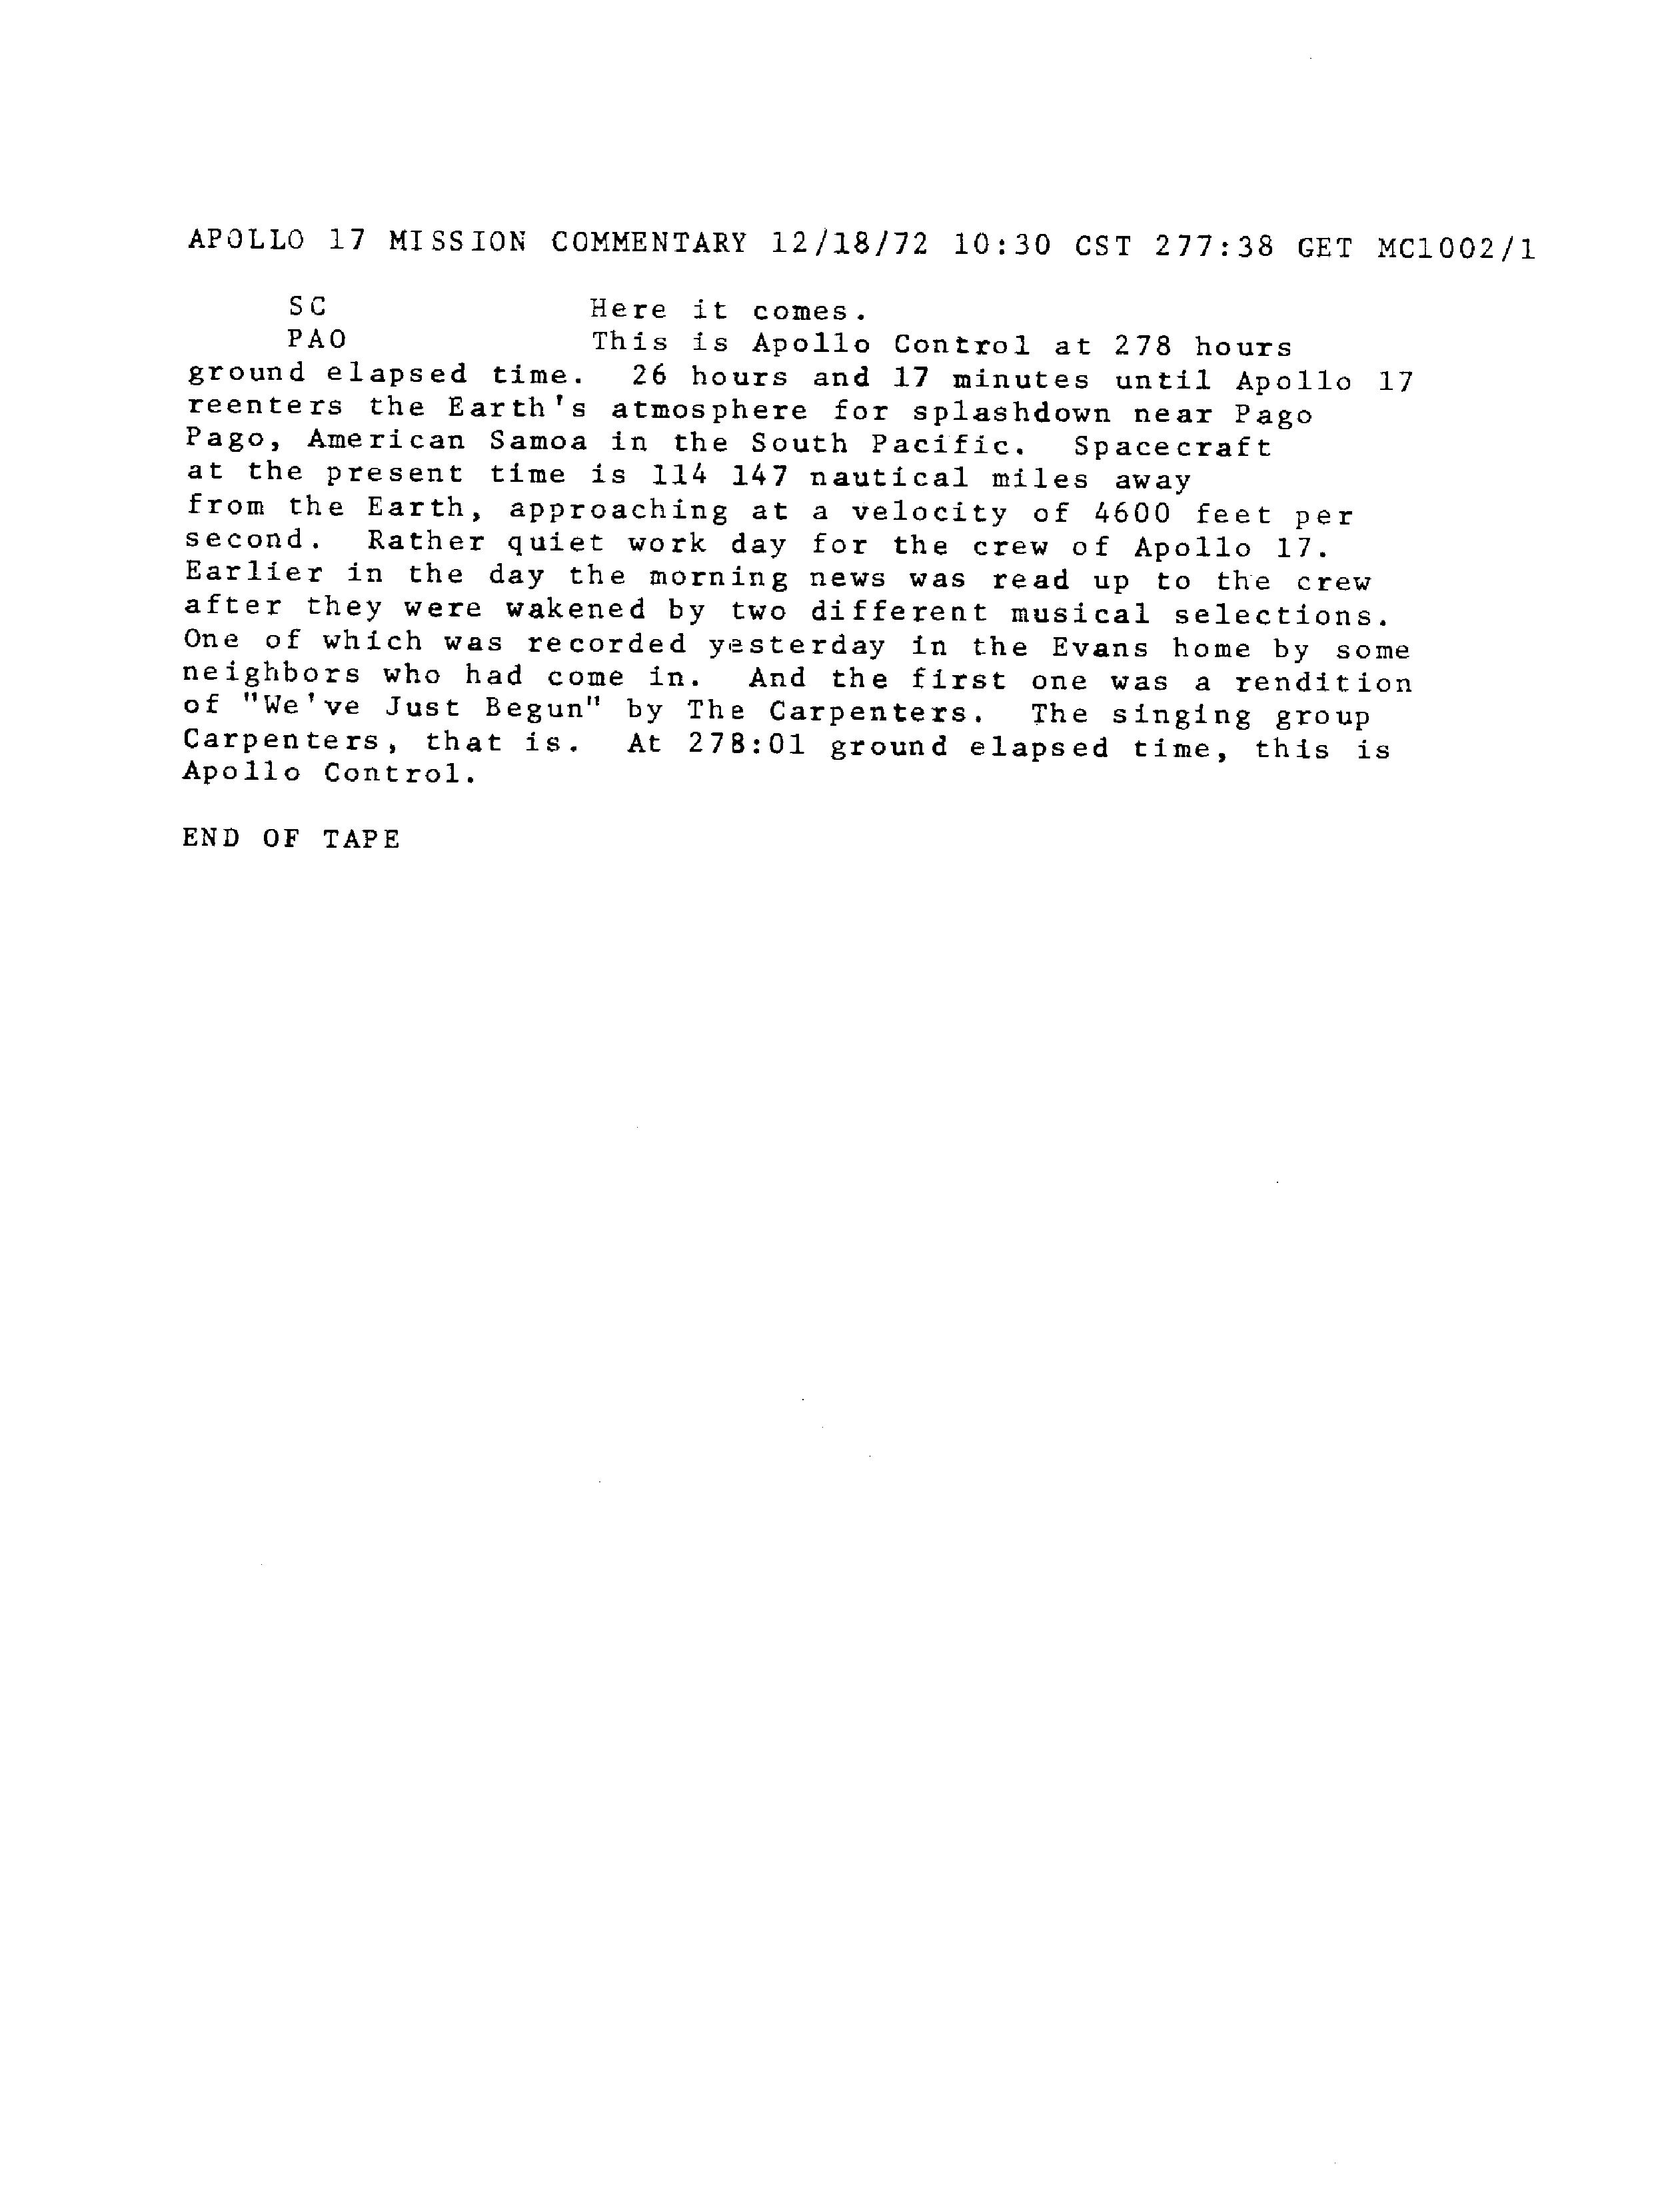 APOLLO 17 MISSION COMMENTARY 12/18/72 10:30 CST 277:38 GET MC1002/1
SC Here it comes.
PAO This is Apollo Control at 278 hours
ground elapsed time. 26 hours and 17 minutes until Apollo 17
reenters the Earth's atmosphere for splashdown near Pago
Pago, American Samoa in the South Pacific. Spacecraft
at the present time is 114 147 nautical miles away
from the Earth, approaching at a velocity of 4600 feet per
second. Rather quiet work day for the crew of Apollo 17.
Earlier in the day the morning news was read up to the crew
after they were wakened by two different musical selections.
One of which was recorded yesterday in the Evans home by some
neighbors who had come in. And the first one was a rendition
of "We've Just Begun" by The Carpenters. The singing group
Carpenters, that is. At 278:01 ground elapsed time, this is
Apollo Control.
END OF TAPE